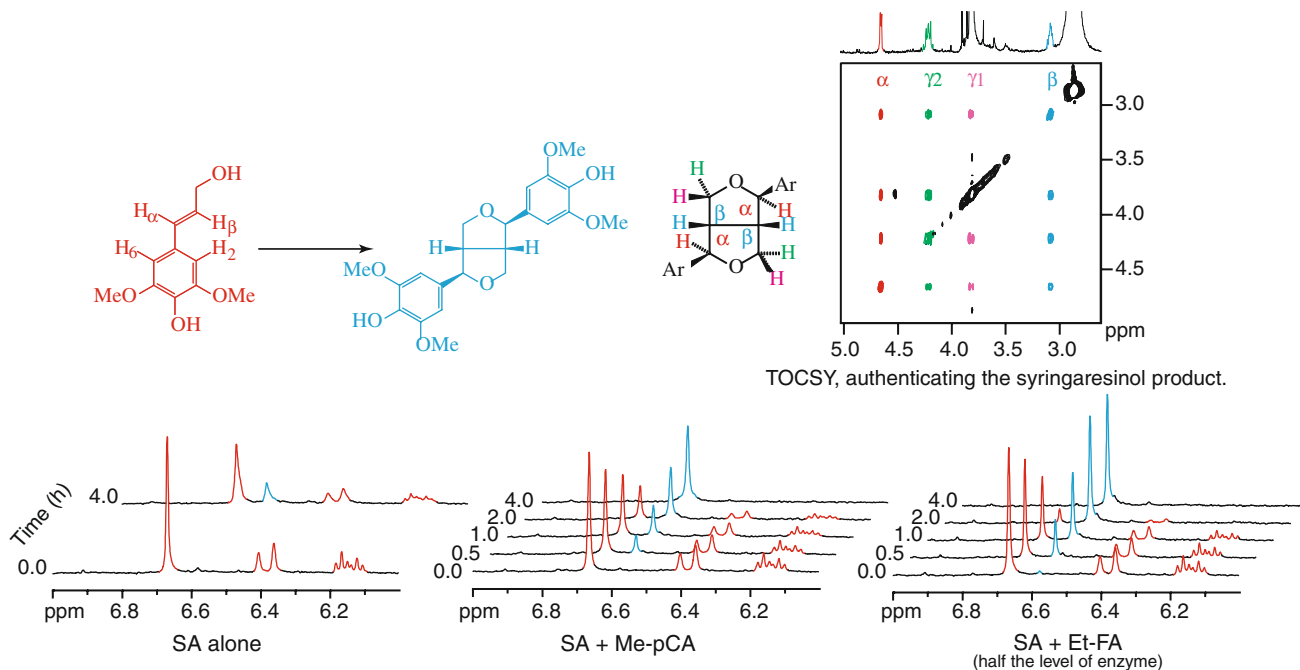 OH
Hα
Hβ
H6
H2
MeO
OMe
OH
OMe
OH
O
OMe
H
H
MeO
O
HO
OMe
H
O
Ar
H
β
α
H
H
H
H
α
β
H
Ar
O
H
α
γ2
γ1
β
3.0
3.5
4.0
4.5
ppm
5.0 4.5 4.0 3.5 3.0
TOCSY, authenticating the syringaresinol product.
Time (h)
4.0
0.0
ppm 6.8 6.6 6.4 6.2
SA alone
4.0
2.0
1.0
0.5
0.0
ppm 6.8 6.6 6.4 6.2
SA + Me-pCA
4.0
2.0
1.0
0.5
0.0
ppm 6.8 6.6 6.4 6.2
SA + Et-FA
(half the level of enzyme)